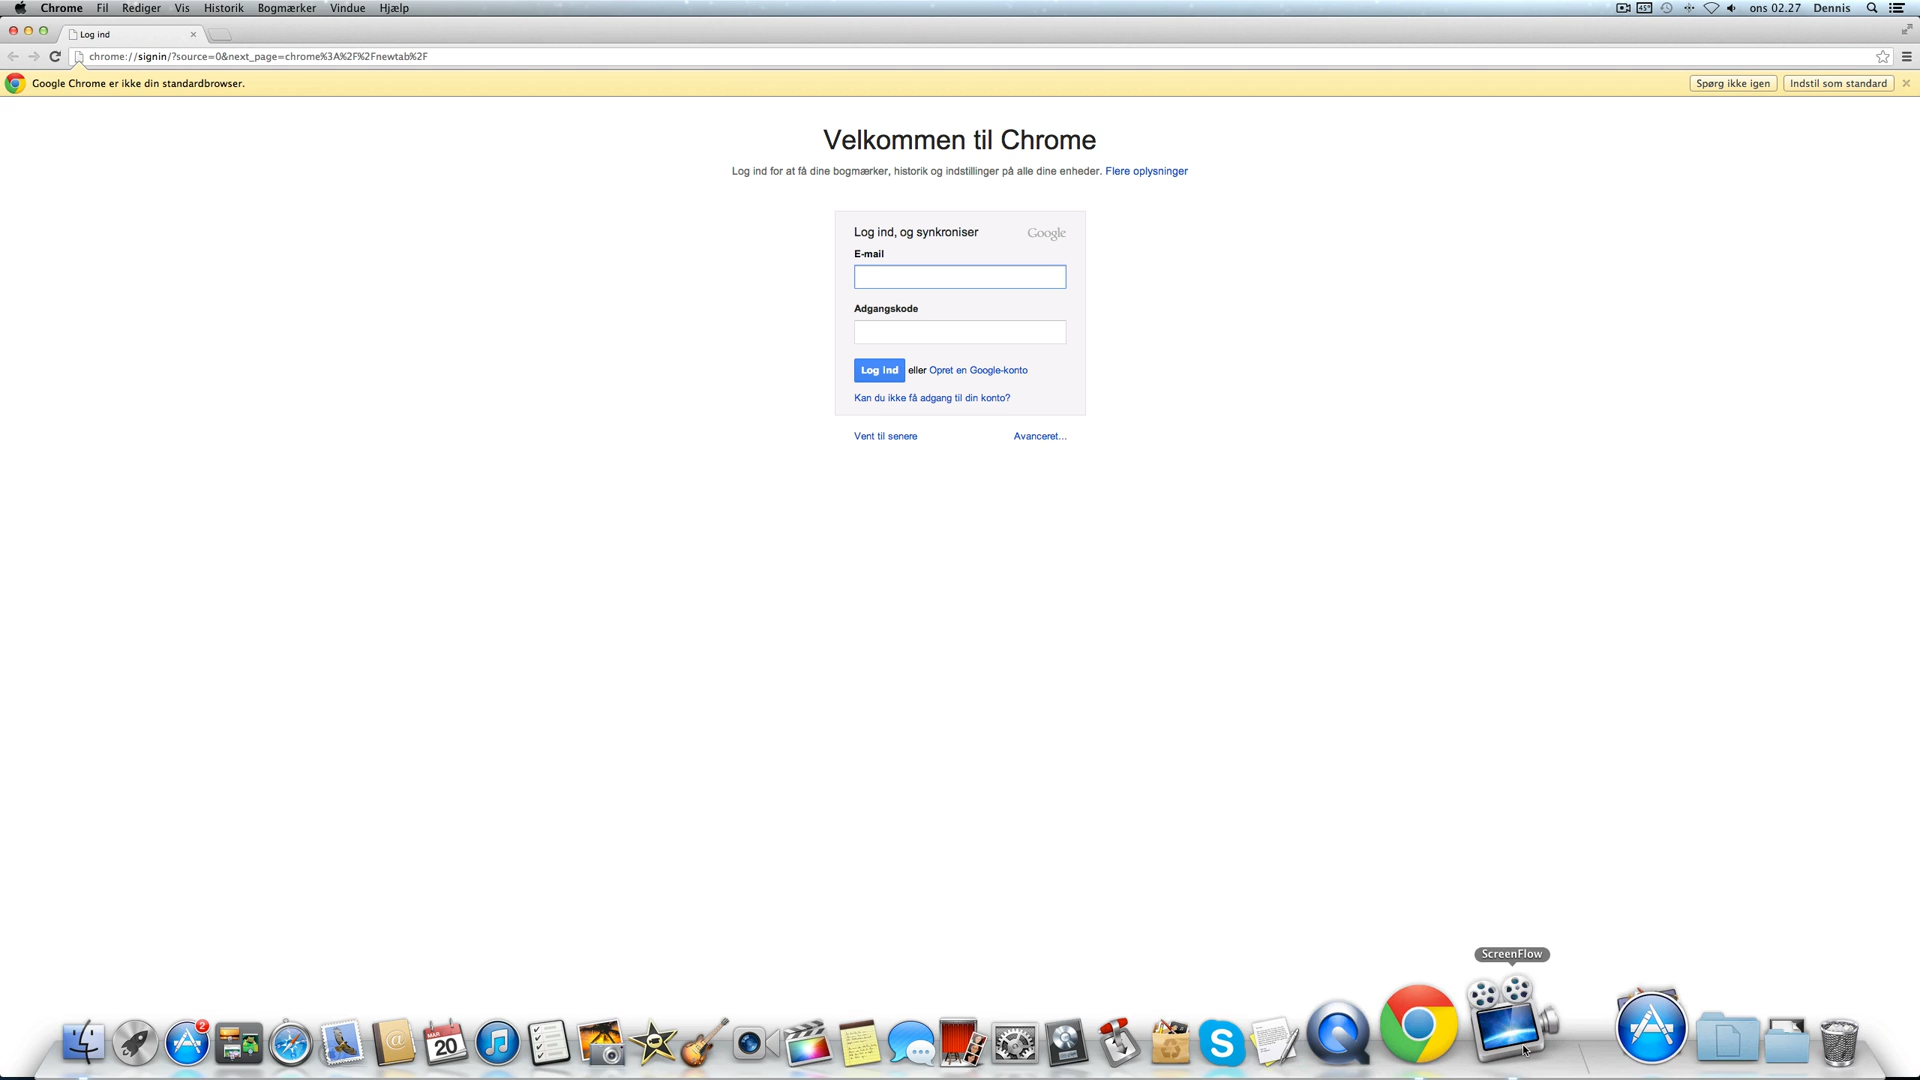 Chrome Fil Rediger Vis Historik Bogmærker Vindue Hjælp
45° ons 02.27 Dennis
Log ind
chrome://signin/?source=0&next_page=chrome%3A%2F%2Fnewtab%2F
Google Chrome er ikke din standardbrowser.
Spørg ikke igen
Indstil som standard
Velkommen til Chrome
Log ind for at få dine bogmærker, historik og indstillinger på alle dine enheder. Flere oplysninger
Log ind, og synkroniser Google
E-mail
Adgangskode
Log ind eller Opret en Google-konto
Kan du ikke få adgang til din konto?
Vent til senere Avanceret...
ScreenFlow
2
MAR
20